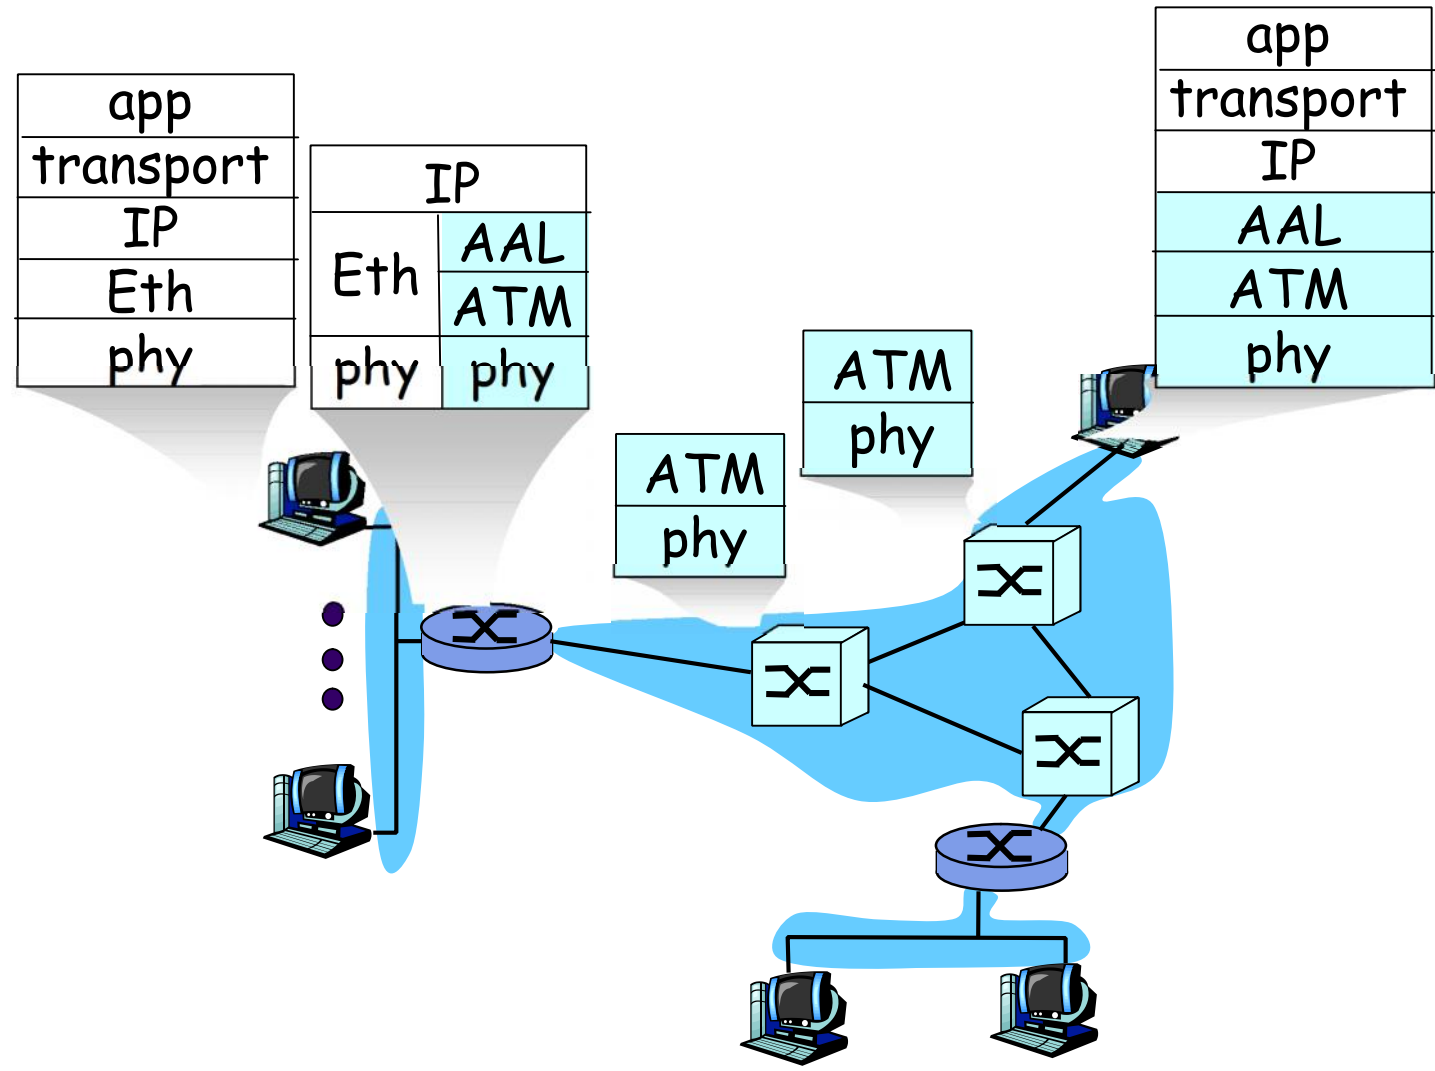 app
transport
IP
Eth
phy
IP
Eth
AAL
ATM
phy
phy
ATM
phy
ATM
phy
app
transport
IP
AAL
ATM
phy